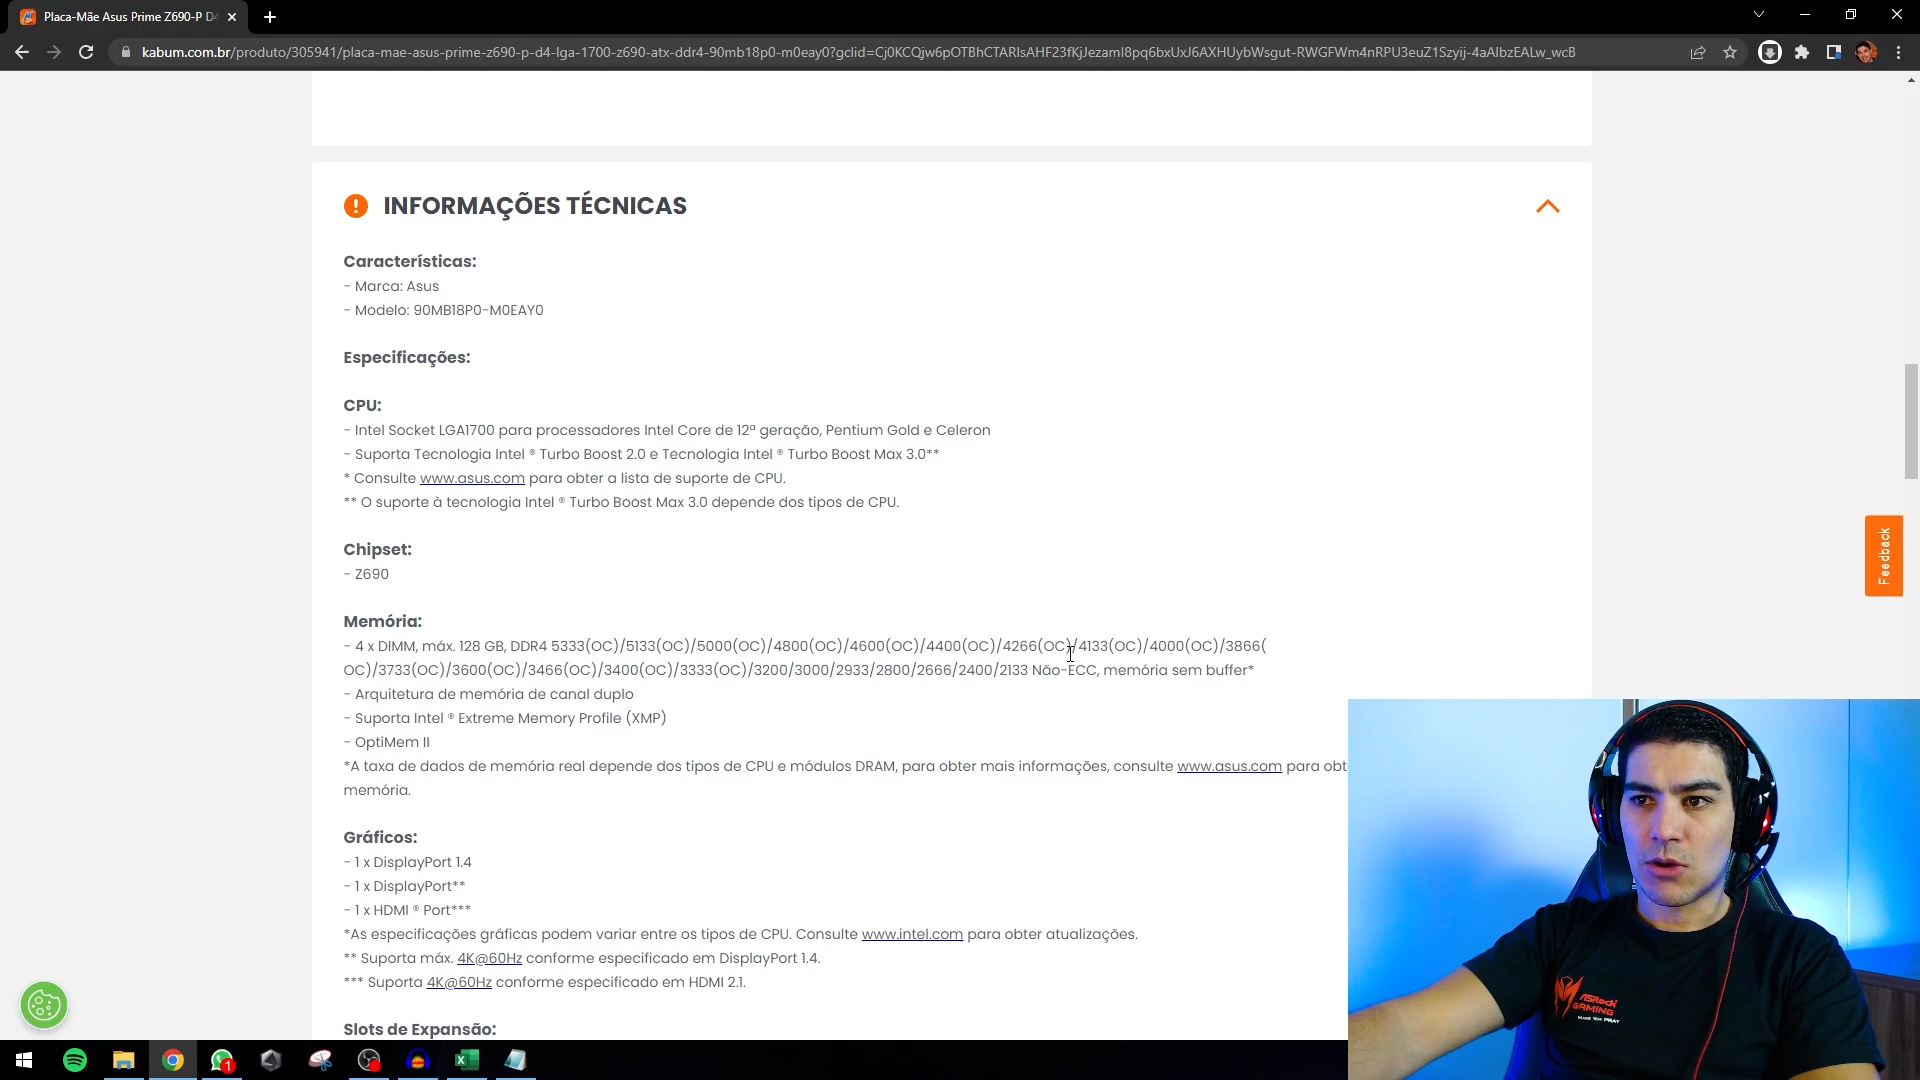 Placa-Mãe Asus Prime Z690-P D4
kabum.com.br/produto/305941/placa-mae-asus-prime-z690-p-d4-lga-1700-z690-atx-ddr4-90mb18p0-m0eay0?gclid=Cj0KCQjw6pOTBhCTARIsAHF23fKjJezamI8pq6bxUxJ6AXHUybWsgut-RWGFWm4nRPU3euZ1Szyij-4aAlbzEALw_wcB
INFORMAÇÕES TÉCNICAS
Características:
- Marca: Asus
- Modelo: 90MB18P0-M0EAY0
Especificações:
CPU:
- Intel Socket LGA1700 para processadores Intel Core de 12ª geração, Pentium Gold e Celeron
- Suporta Tecnologia Intel ® Turbo Boost 2.0 e Tecnologia Intel ® Turbo Boost Max 3.0**
* Consulte www.asus.com para obter a lista de suporte de CPU.
** O suporte à tecnologia Intel ® Turbo Boost Max 3.0 depende dos tipos de CPU.
Feedback
Chipset:
- Z690
Memória:
- 4 x DIMM, máx. 128 GB, DDR4 5333(OC)/5133(OC)/5000(OC)/4800(OC)/4600(OC)/4400(OC)/4266(OC)/4133(OC)/4000(OC)/3866(
OC)/3733(OC)/3600(OC)/3466(OC)/3400(OC)/3333(OC)/3200/3000/2933/2800/2666/2400/2133 Não-ECC, memória sem buffer*
- Arquitetura de memória de canal duplo
- Suporta Intel ® Extreme Memory Profile (XMP)
- OptiMem II
*A taxa de dados de memória real depende dos tipos de CPU e módulos DRAM, para obter mais informações, consulte www.asus.com para obt
memória.
Gráficos:
- 1 x DisplayPort 1.4
- 1 x DisplayPort**
- 1 x HDMI ® Port***
*As especificações gráficas podem variar entre os tipos de CPU. Consulte www.intel.com para obter atualizações.
** Suporta máx. 4K@60Hz conforme especificado em DisplayPort 1.4.
*** Suporta 4K@60Hz conforme especificado em HDMI 2.1.
Slots de Expansão:
ASRock
GAMING
MAKE 'EM PRAY
1